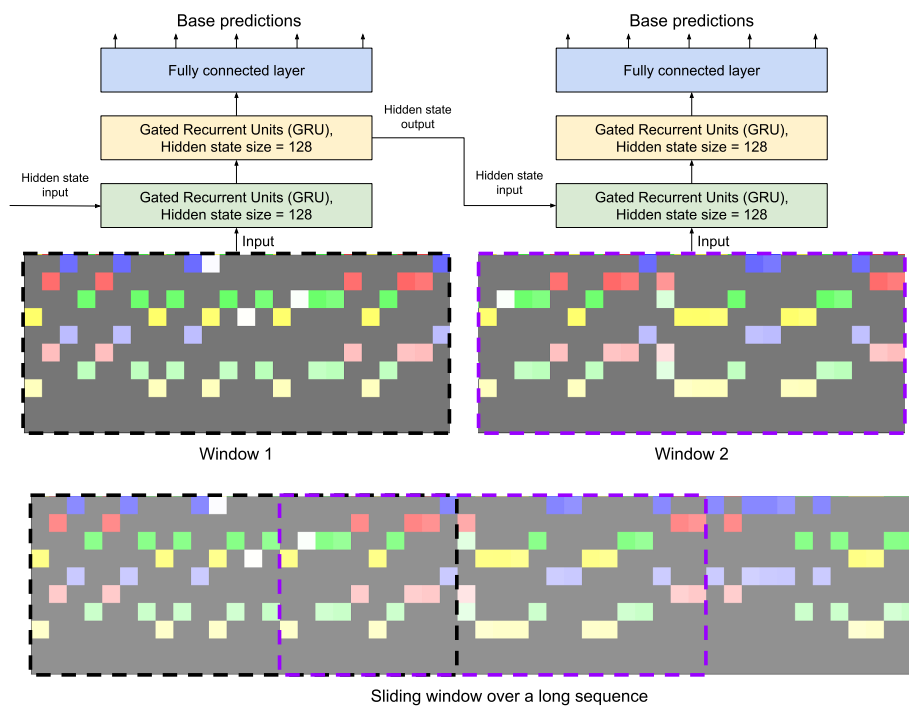 Base predictions
Base predictions
Fully connected layer
Fully connected layer
Hidden state
output
Gated Recurrent Units (GRU),
Hidden state size = 128
Gated Recurrent Units (GRU),
Hidden state size = 128
Hidden state
input
Hidden state
input
Gated Recurrent Units (GRU),
Hidden state size = 128
Gated Recurrent Units (GRU),
Hidden state size = 128
Input
Input
Window 1
Window 2
Sliding window over a long sequence